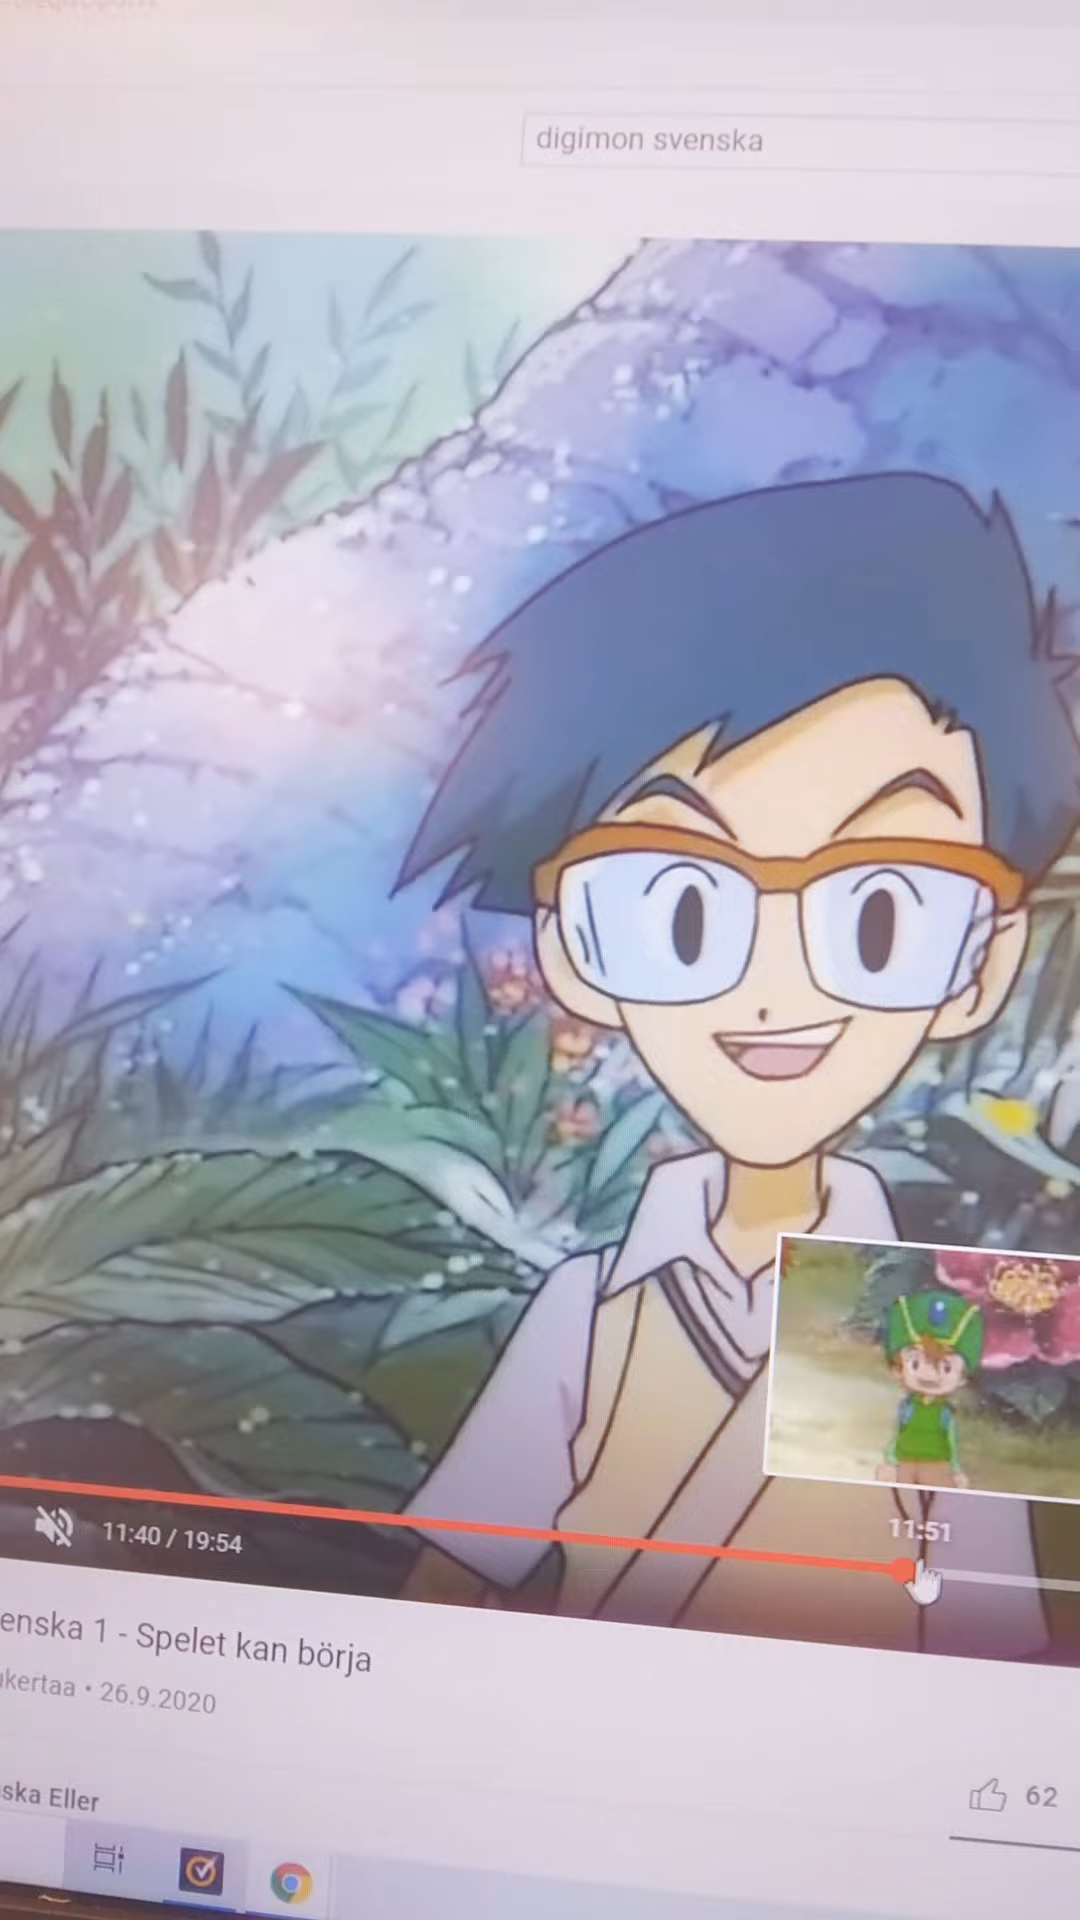 digimon svenska
11:51
11:40 / 19:54
enska 1 - Spelet kan börja
kertaa • 26.9.2020
62
ska Eller